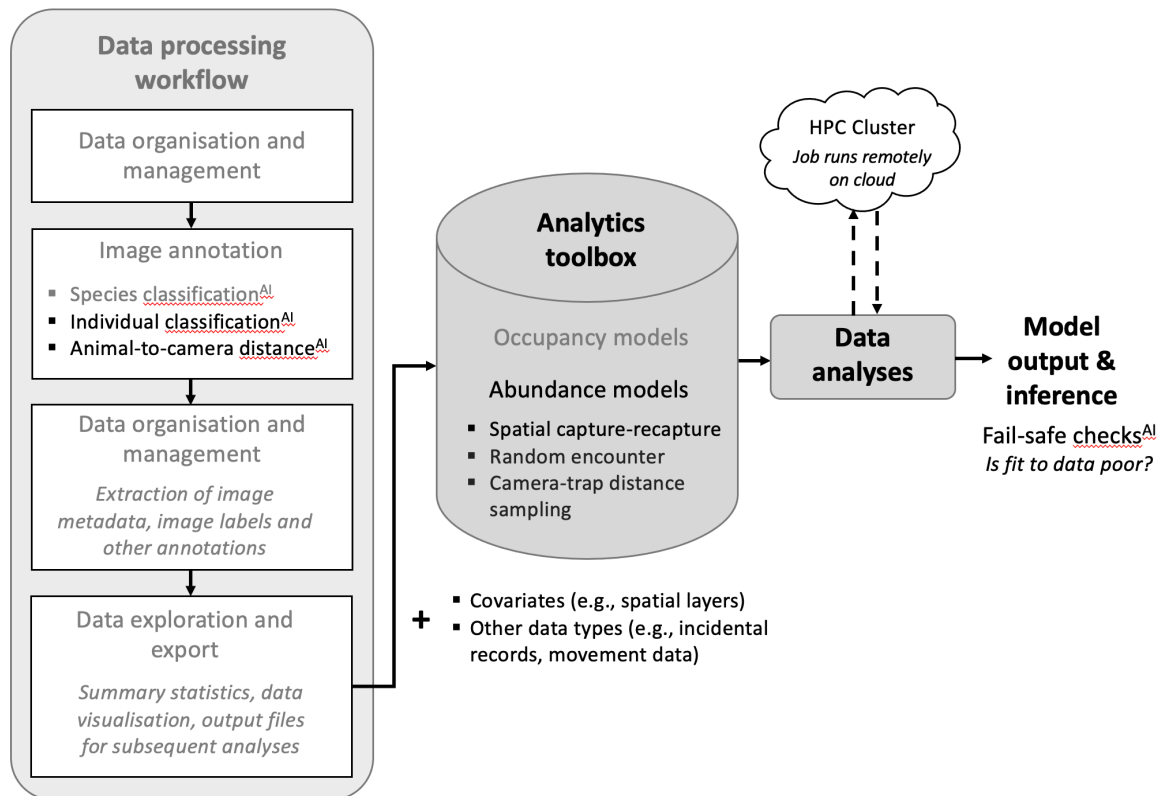 Data processing
workflow
Data organisation and
management
Image annotation
▪ Species classificationAI
▪ Individual classificationAI
▪ Animal-to-camera distanceAI
Data organisation and
management
Extraction of image
metadata, image labels and
other annotations
Data exploration and
export
Summary statistics, data
visualisation, output files
for subsequent analyses
Analytics
toolbox
Occupancy models
Abundance models
▪ Spatial capture-recapture
▪ Random encounter
▪ Camera-trap distance
sampling
+
▪ Covariates (e.g., spatial layers)
▪ Other data types (e.g., incidental
records, movement data)
HPC Cluster
Job runs remotely
on cloud
Data
analyses
Model
output &
inference
Fail-safe checksAI
Is fit to data poor?